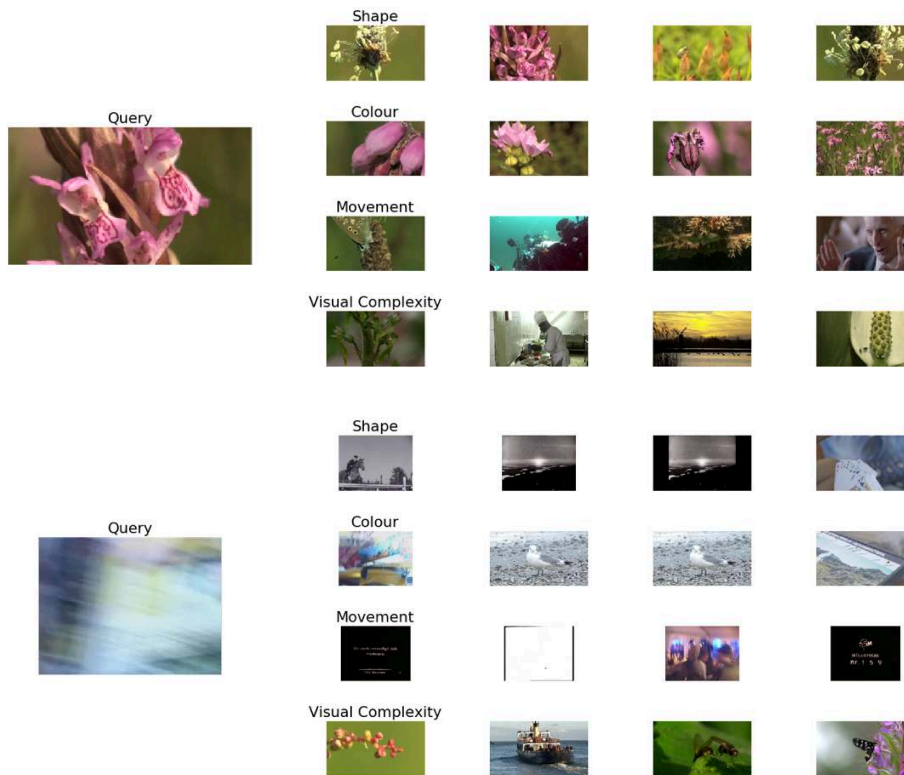 Shape
Query
Colour
Movement
Visual Complexity
Shape
Query
Colour
Movement
Visual Complexity